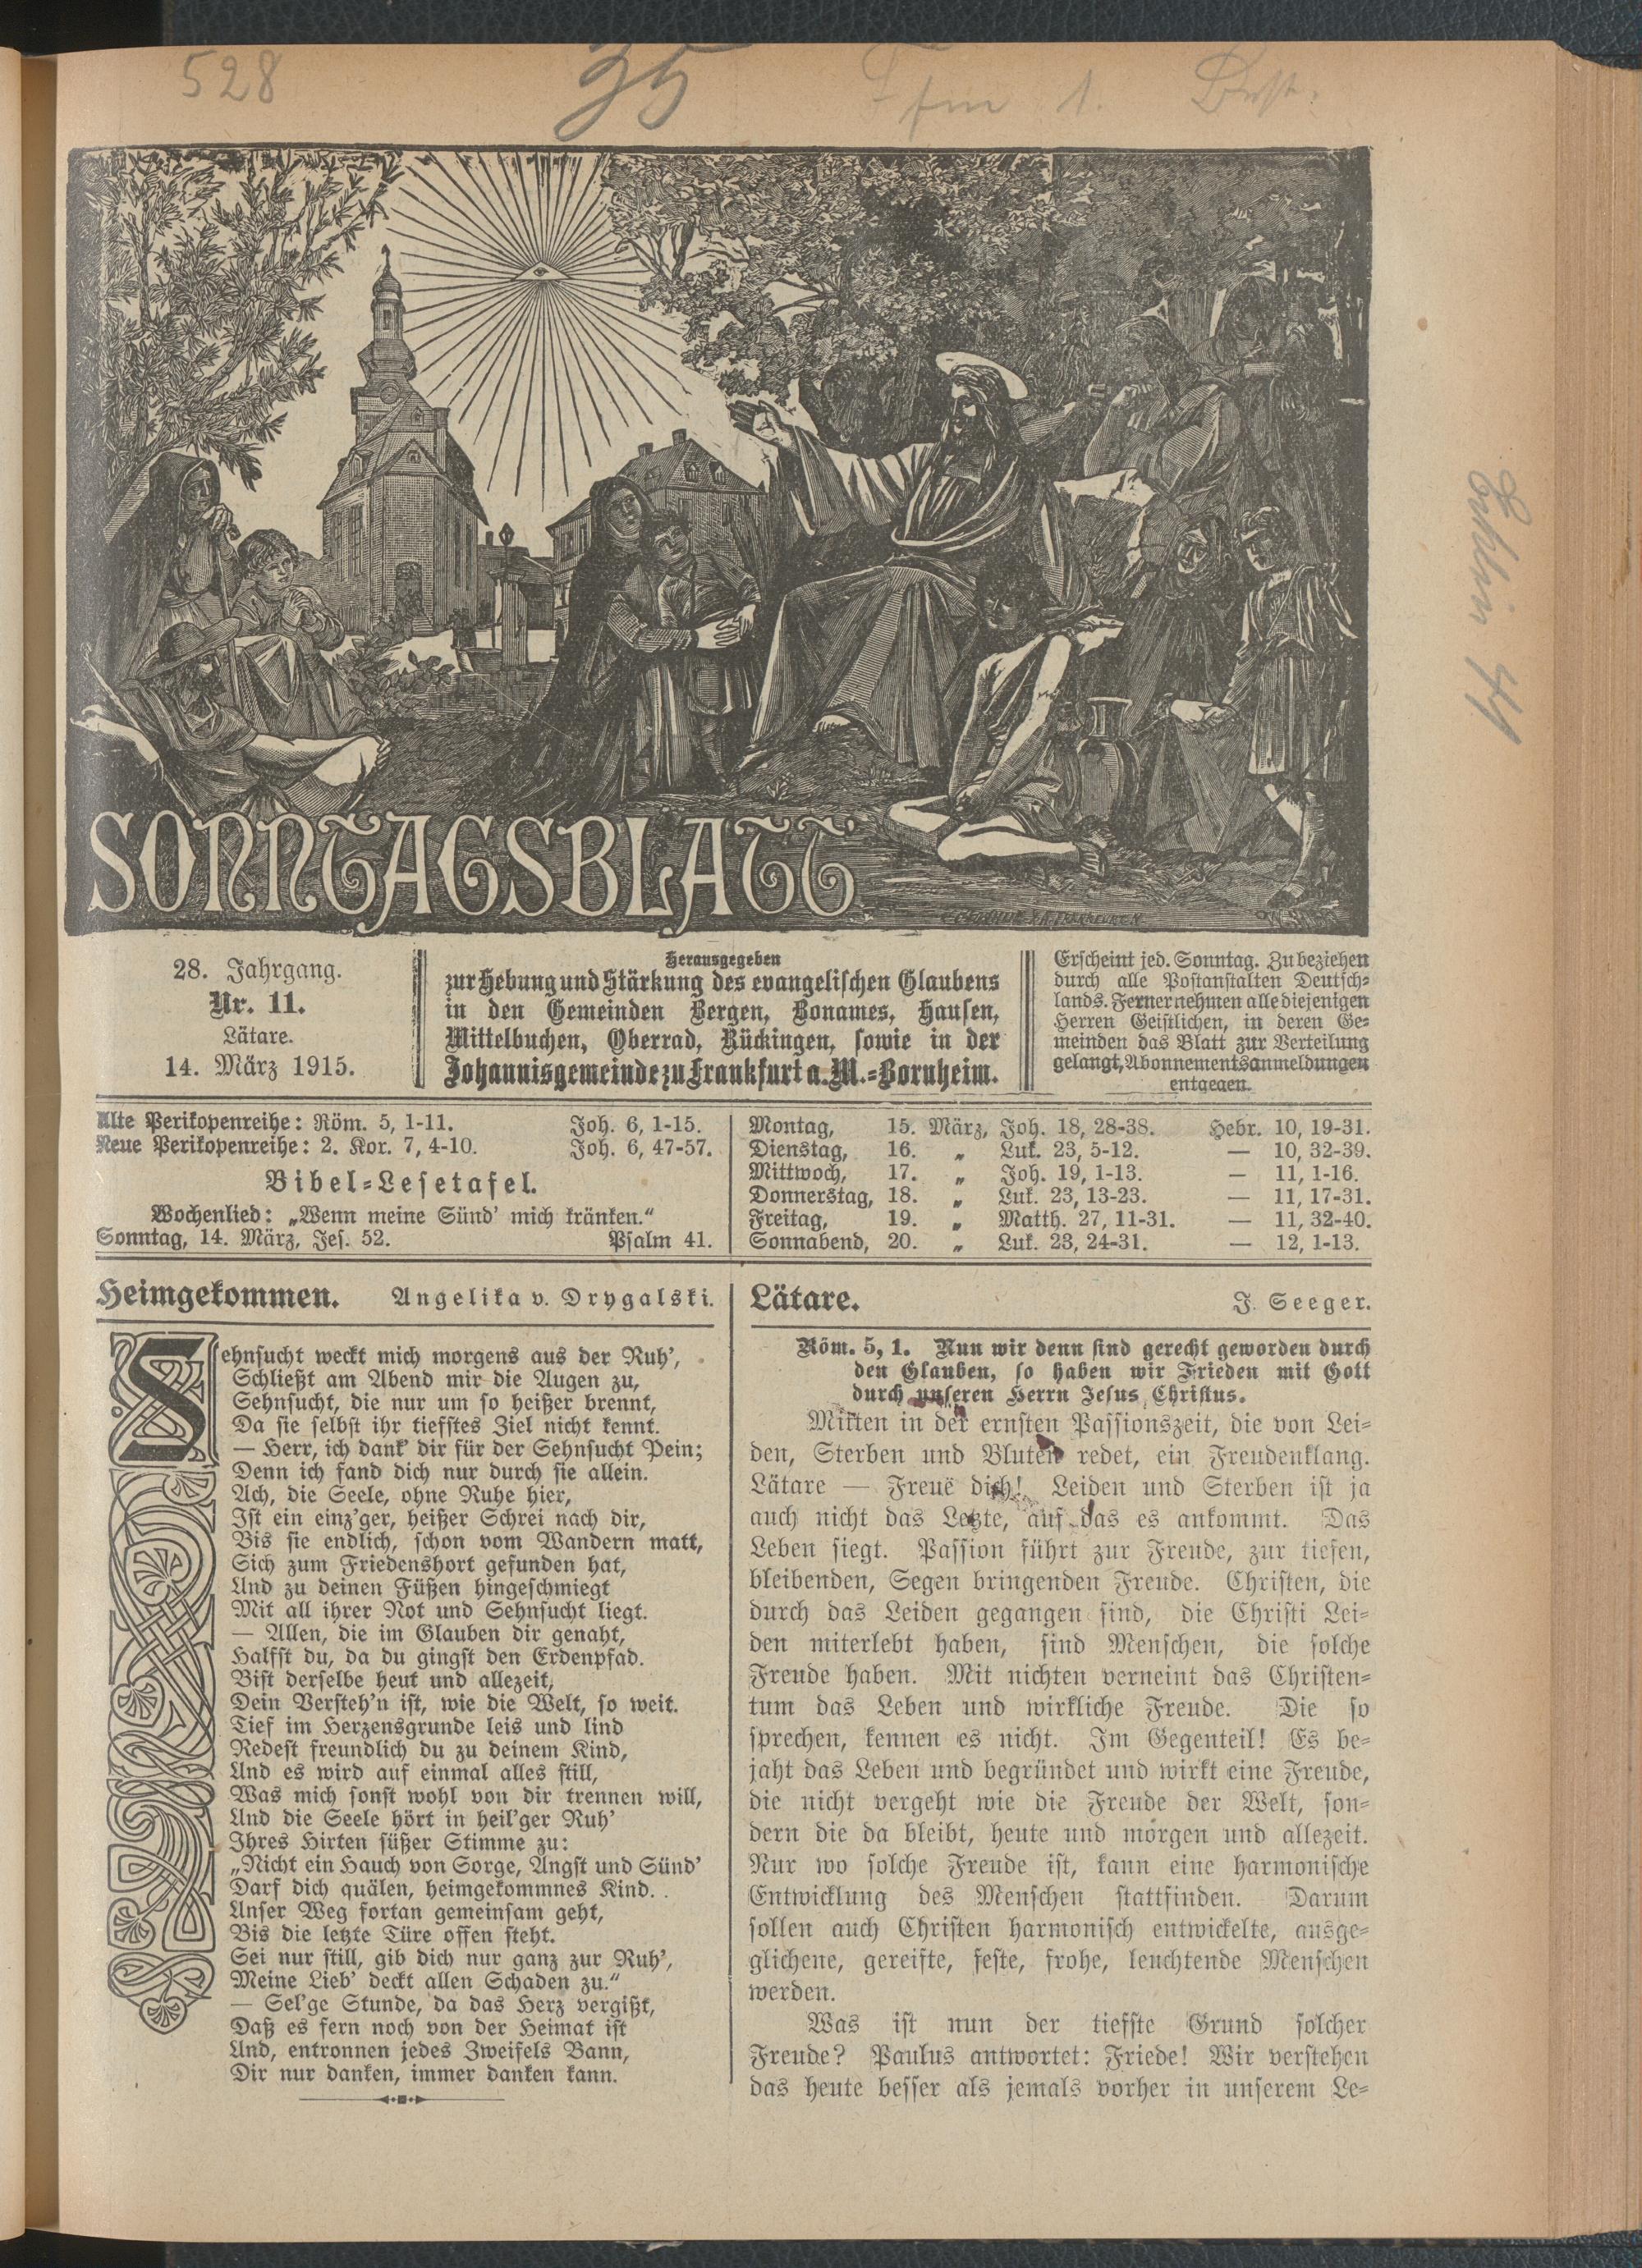 528
35
SONNTAGSBLATT
28. Jahrgang.
Nr. 11.
Lätare.
14. März 1915.
Herausgegeben
zur Hebung und Stärkung des evangelischen Glaubens
in den Gemeinden Bergen, Bonames, Hausen,
Mittelbuchen, Oberrad, Rückingen, sowie in der
Johannisgemeinde zu Frankfurt a. M.-Bornheim.
Erscheint jed. Sonntag. Zu beziehen
durch alle Postanstalten Deutsch-
lands. Ferner nehmen alle diejenigen
Herren Geistlichen, in deren Ge-
meinden das Blatt zur Verteilung
gelangt, Abonnementsanmeldungen
entgegen.
Alte Perikopenreihe: Röm. 5, 1-11. Joh. 6, 1-15.
Neue Perikopenreihe: 2. Kor. 7, 4-10. Joh. 6, 47-57.
Bibel-Lesetafel.
Wochenlied: „Wenn meine Sünd' mich kränken."
Sonntag, 14. März, Jes. 52. Psalm 41.
Montag, 15. März, Joh. 18, 28-38. Hebr. 10, 19-31.
Dienstag, 16. „ Luk. 23, 5-12. — 10, 32-39.
Mittwoch, 17. „ Joh. 19, 1-13. — 11, 1-16.
Donnerstag, 18. „ Luk. 23, 13-23. — 11, 17-31.
Freitag, 19. „ Matth. 27, 11-31. — 11, 32-40.
Sonnabend, 20. „ Luk. 23, 24-31. — 12, 1-13.
Heimgekommen. Angelika v. Drygalski.
Sehnsucht weckt mich morgens aus der Ruh',
Schließt am Abend mir die Augen zu,
Sehnsucht, die nur um so heißer brennt,
Da sie selbst ihr tiefstes Ziel nicht kennt.
— Herr, ich dank' dir für der Sehnsucht Pein;
Denn ich fand dich nur durch sie allein.
Ach, die Seele, ohne Ruhe hier,
Ist ein einz'ger, heißer Schrei nach dir,
Bis sie endlich, schon vom Wandern matt,
Sich zum Friedenshort gefunden hat,
Und zu deinen Füßen hingeschmiegt
Mit all ihrer Not und Sehnsucht liegt.
— Allen, die im Glauben dir genaht,
Halfst du, da du gingst den Erdenpfad.
Bist derselbe heut und allezeit,
Dein Versteh'n ist, wie die Welt, so weit.
Tief im Herzensgrunde leis und lind
Redest freundlich du zu deinem Kind,
Und es wird auf einmal alles still,
Was mich sonst wohl von dir trennen will,
Und die Seele hört in heil'ger Ruh'
Ihres Hirten süßer Stimme zu:
„Nicht ein Hauch von Sorge, Angst und Sünd'
Darf dich quälen, heimgekommnes Kind..
Unser Weg fortan gemeinsam geht,
Bis die letzte Türe offen steht.
Sei nur still, gib dich nur ganz zur Ruh',
Meine Lieb' deckt allen Schaden zu."
— Sel'ge Stunde, da das Herz vergißt,
Daß es fern noch von der Heimat ist
Und, entronnen jedes Zweifels Bann,
Dir nur danken, immer danken kann.
Lätare. J. Seeger.
Röm. 5, 1. Nun wir denn sind gerecht geworden durch
den Glauben, so haben wir Frieden mit Gott
durch unseren Herrn Jesus Christus.
Mitten in der ernsten Passionszeit, die von Lei-
den, Sterben und Bluten redet, ein Freudenklang.
Lätare — Freue dich! Leiden und Sterben ist ja
auch nicht das Letzte, auf das es ankommt. Das
Leben siegt. Passion führt zur Freude, zur tiefen,
bleibenden, Segen bringenden Freude. Christen, die
durch das Leiden gegangen sind, die Christi Lei-
den miterlebt haben, sind Menschen, die solche
Freude haben. Mit nichten verneint das Christen-
tum das Leben und wirkliche Freude. Die so
sprechen, kennen es nicht. Im Gegenteil! Es be-
jaht das Leben und begründet und wirkt eine Freude,
die nicht vergeht wie die Freude der Welt, son-
dern die da bleibt, heute und morgen und allezeit.
Nur wo solche Freude ist, kann eine harmonische
Entwicklung des Menschen stattfinden. Darum
sollen auch Christen harmonisch entwickelte, ausge-
glichene, gereifte, feste, frohe, leuchtende Menschen
werden.
Was ist nun der tiefste Grund solcher
Freude? Paulus antwortet: Friede! Wir verstehen
das heute besser als jemals vorher in unserem Le-